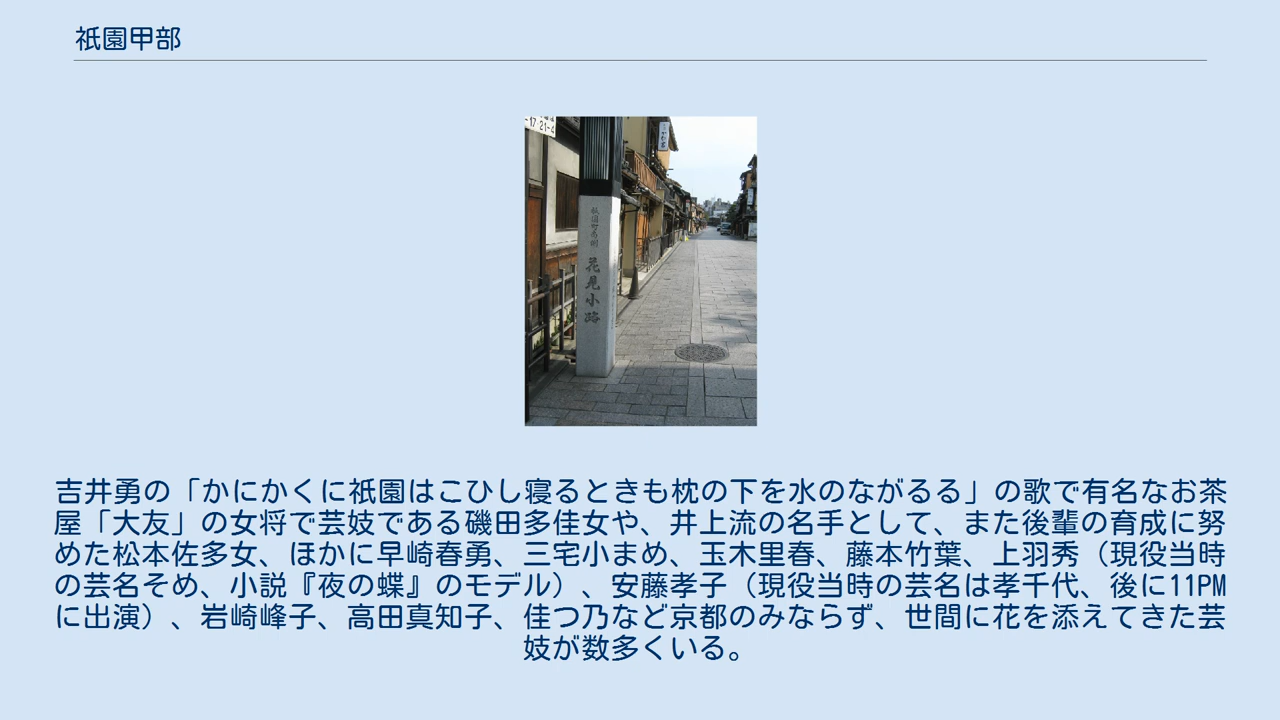 祇園甲部
-17-21-4
祇園町南側
花見小路
吉井勇の「かにかくに祇園はこひし寝るときも枕の下を水のながるる」の歌で有名なお茶
屋「大友」の女将で芸妓である磯田多佳女や、井上流の名手として、また後輩の育成に努
めた松本佐多女、ほかに早崎春勇、三宅小まめ、玉木里春、藤本竹葉、上羽秀（現役当時
の芸名そめ、小説『夜の蝶』のモデル）、安藤孝子（現役当時の芸名は孝千代、後に11PM
に出演）、岩崎峰子、高田真知子、佳つ乃など京都のみならず、世間に花を添えてきた芸
妓が数多くいる。